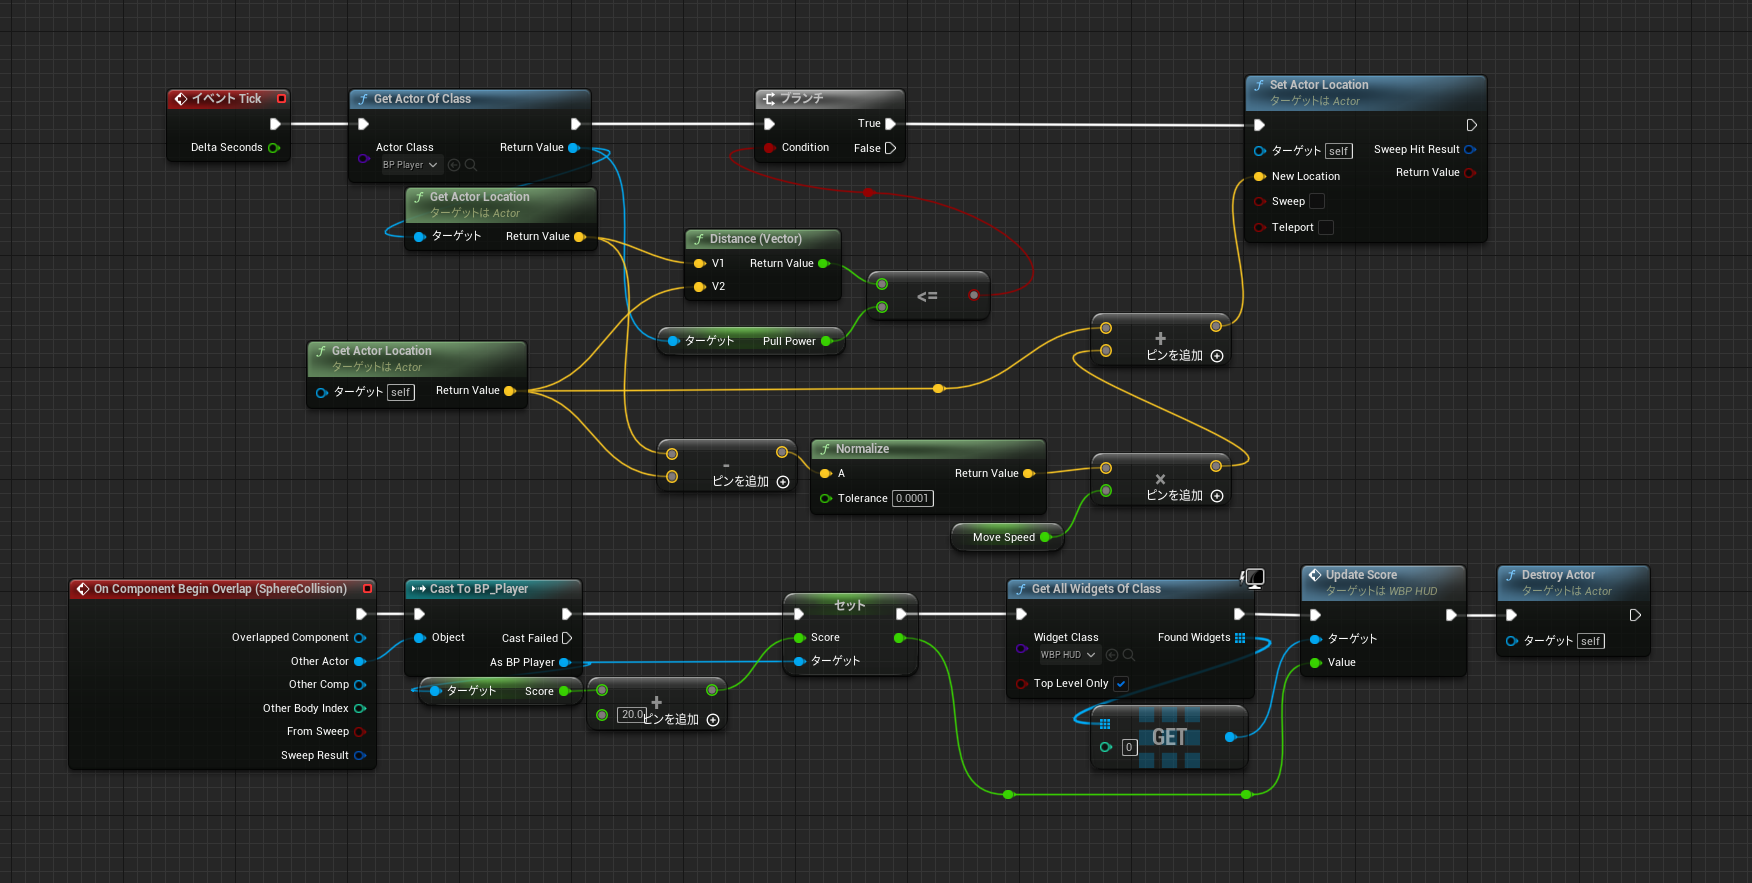 イベント Tick
Delta Seconds
Get Actor Of Class
Actor Class
Return Value
BP Player
Get Actor Location
ターゲットは Actor
ターゲット
Return Value
ブランチ
True
Condition
False
Set Actor Location
ターゲットは Actor
ターゲット self
Sweep Hit Result
New Location
Return Value
Sweep
Teleport
Distance (Vector)
V1
Return Value
V2
<=
ターゲット
Pull Power
Get Actor Location
ターゲットは Actor
ターゲット self
Return Value
+
ピンを追加
-
ピンを追加
Normalize
A
Return Value
Tolerance 0.0001
×
ピンを追加
Move Speed
On Component Begin Overlap (SphereCollision)
Overlapped Component
Other Actor
Other Comp
Other Body Index
From Sweep
Sweep Result
Cast To BP_Player
Object
Cast Failed
As BP Player
ターゲット
Score
+
20.0
ピンを追加
セット
Score
ターゲット
Get All Widgets Of Class
Widget Class
Found Widgets
WBP HUD
Top Level Only
GET
0
Update Score
ターゲットは WBP HUD
ターゲット
Value
Destroy Actor
ターゲットは Actor
ターゲット self